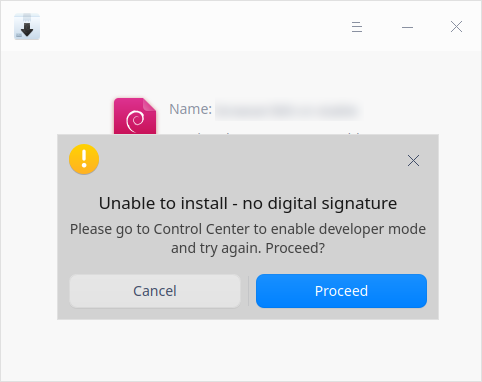 Name:
Unable to install - no digital signature
Please go to Control Center to enable developer mode
and try again. Proceed?
Cancel
Proceed